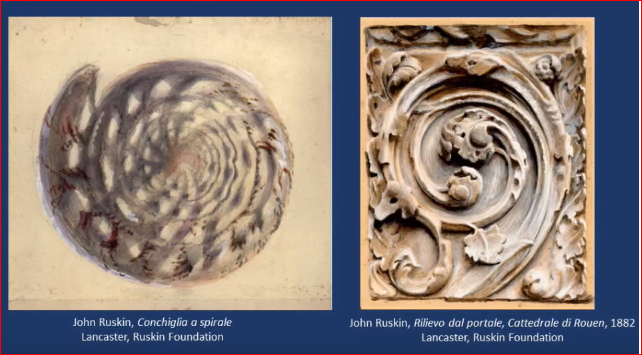 John Ruskin, Conchiglia a spirale
Lancaster, Ruskin Foundation
John Ruskin, Rilievo dal portale, Cattedrale di Rouen, 1882
Lancaster, Ruskin Foundation